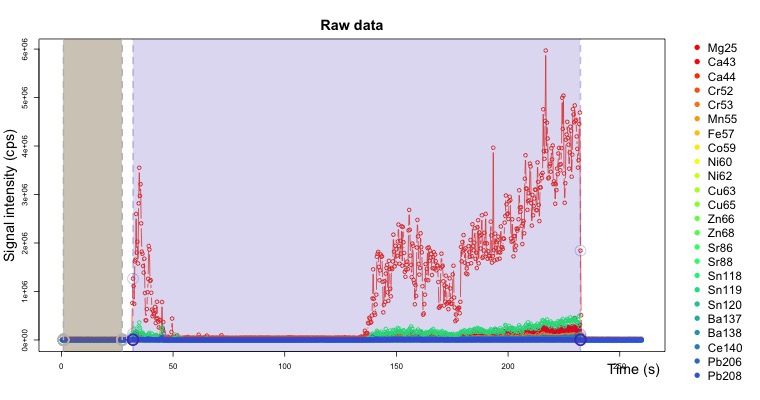 Raw data
Signal intensity (cps)
6e+06
5e+06
4e+06
3e+06
2e+06
1e+06
0e+00
0
50
100
150
200
250
Time (s)
Mg25
Ca43
Ca44
Cr52
Cr53
Mn55
Fe57
Co59
Ni60
Ni62
Cu63
Cu65
Zn66
Zn68
Sr86
Sr88
Sn118
Sn119
Sn120
Ba137
Ba138
Ce140
Pb206
Pb208